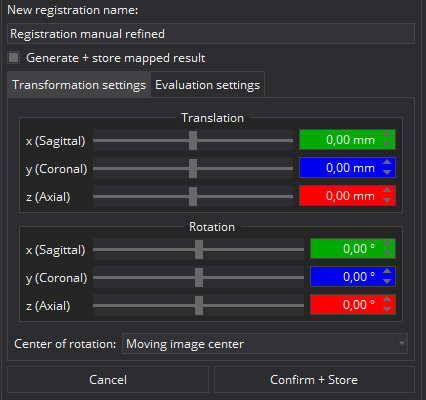 New registration name:
Registration manual refined
Generate + store mapped result
Transformation settings Evaluation settings
Translation
x (Sagittal) 0,00 mm
y (Coronal) 0,00 mm
z (Axial) 0,00 mm
Rotation
x (Sagittal) 0,00 °
y (Coronal) 0,00 °
z (Axial) 0,00 °
Center of rotation: Moving image center
Cancel Confirm + Store